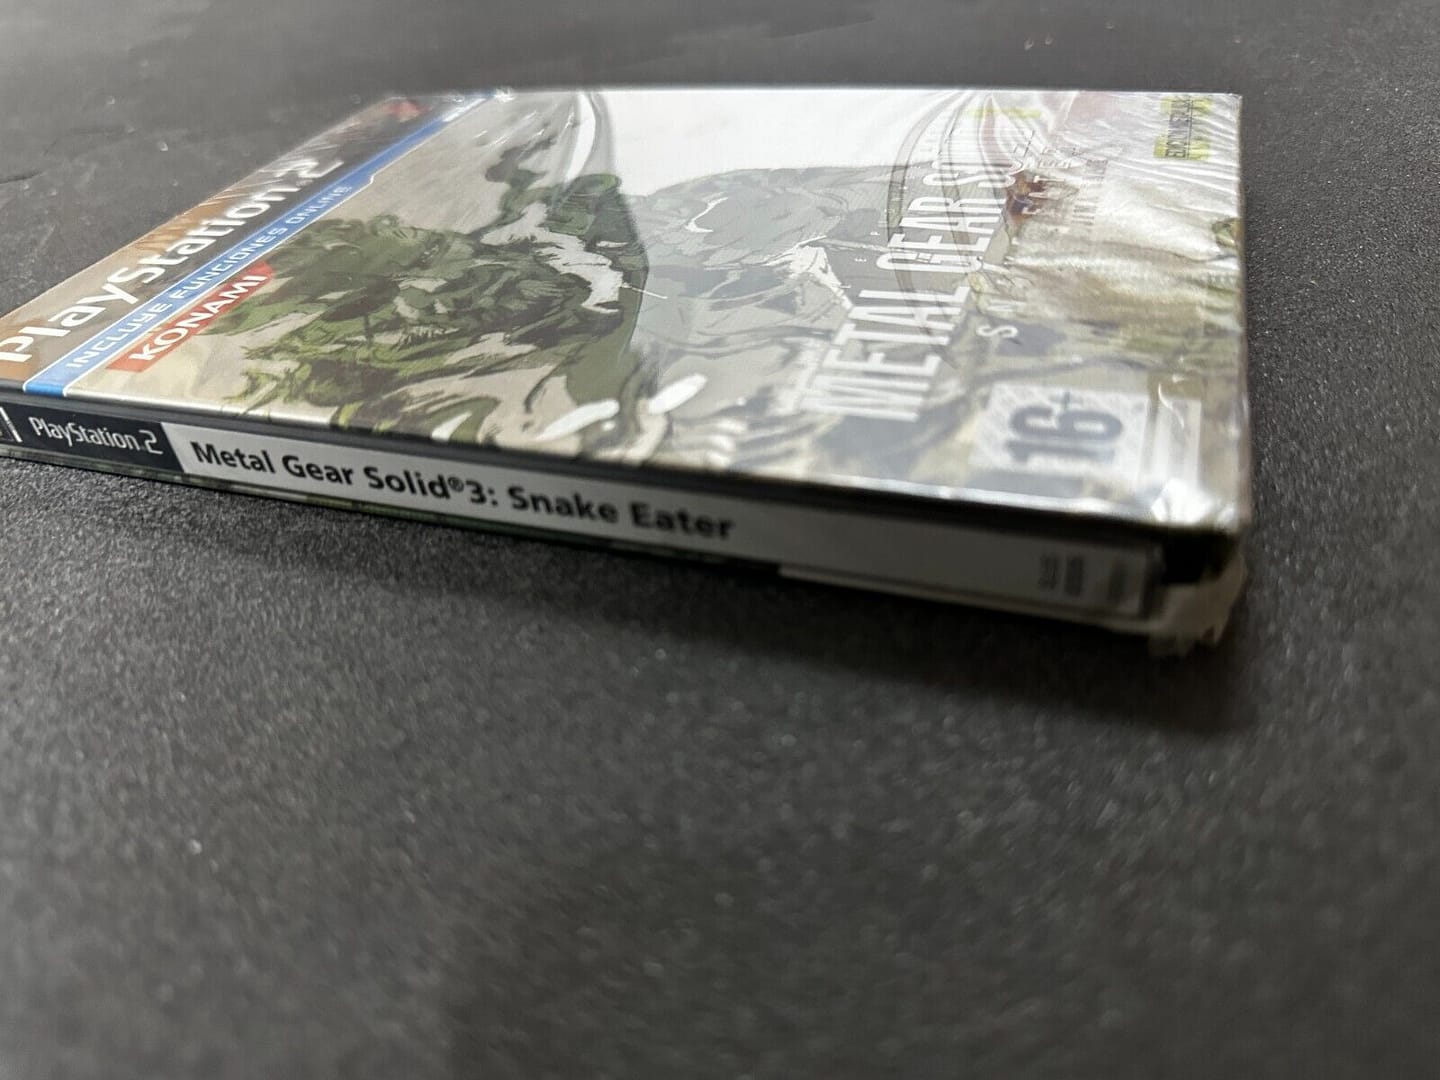 PlayStation.2
INCLUYE FUNCIONES ONLINE
KONAMI
METAL GEAR SOLID
16+
PlayStation.2
Metal Gear Solid®3: Snake Eater